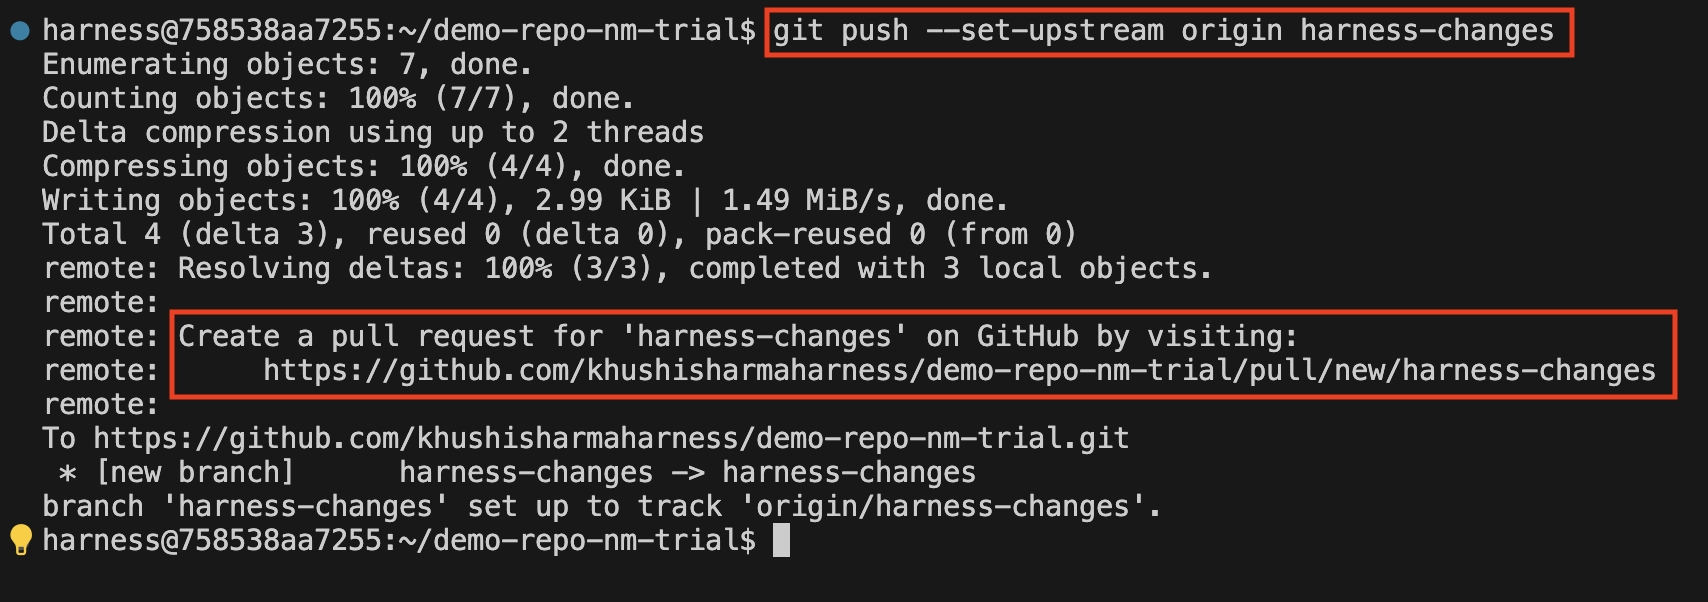 harness@758538aa7255:~/demo-repo-nm-trial$ git push --set-upstream origin harness-changes
Enumerating objects: 7, done.
Counting objects: 100% (7/7), done.
Delta compression using up to 2 threads
Compressing objects: 100% (4/4), done.
Writing objects: 100% (4/4), 2.99 KiB | 1.49 MiB/s, done.
Total 4 (delta 3), reused 0 (delta 0), pack-reused 0 (from 0)
remote: Resolving deltas: 100% (3/3), completed with 3 local objects.
remote:
remote: Create a pull request for 'harness-changes' on GitHub by visiting:
remote:      https://github.com/khushisharmaharness/demo-repo-nm-trial/pull/new/harness-changes
remote:
To https://github.com/khushisharmaharness/demo-repo-nm-trial.git
 * [new branch]      harness-changes -> harness-changes
branch 'harness-changes' set up to track 'origin/harness-changes'.
harness@758538aa7255:~/demo-repo-nm-trial$